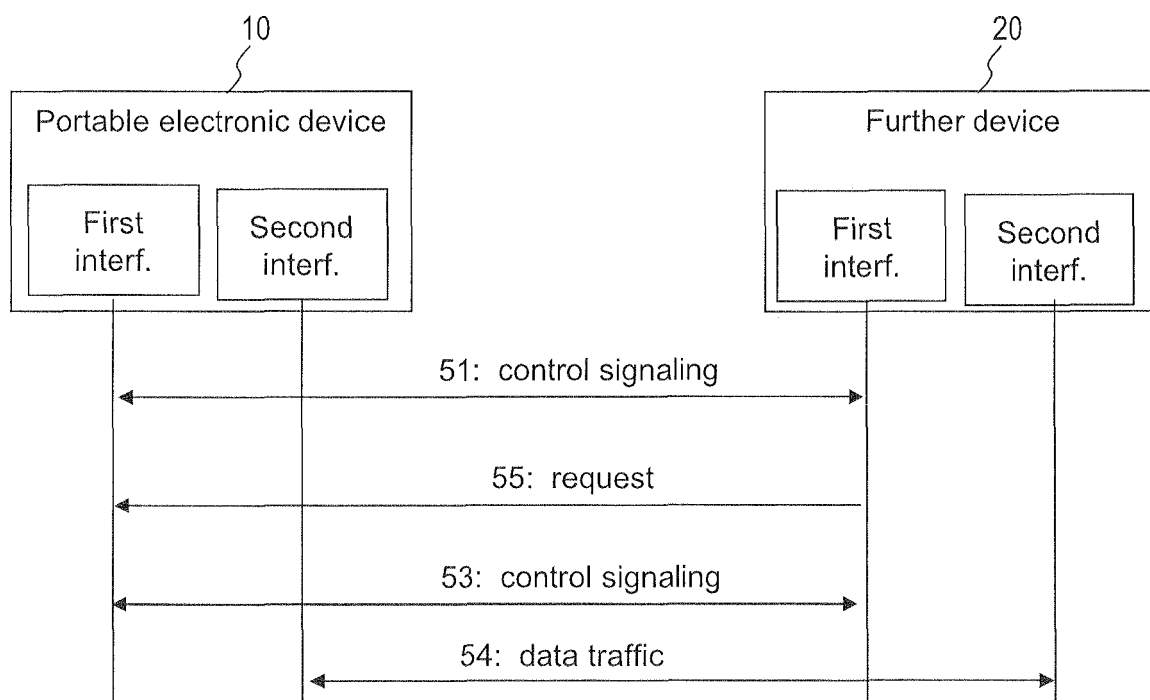 10
20
Portable electronic device
Further device
First
interf.
Second
interf.
First
interf.
Second
interf.
51: control signaling
55: request
53: control signaling
54: data traffic